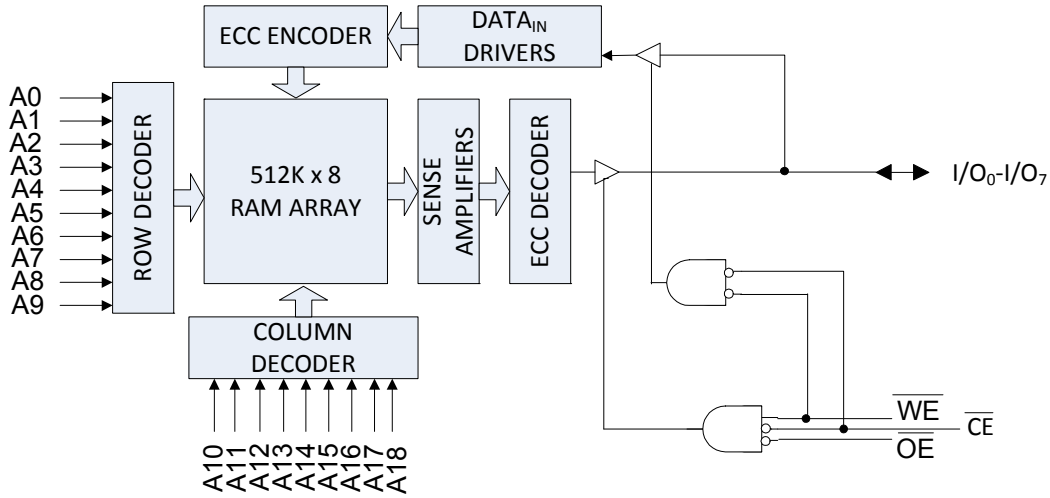 ECC ENCODER
DATAIN
DRIVERS
A0
A1
A2
A3
A4
A5
A6
A7
A8
A9
ROW DECODER
512K x 8
RAM ARRAY
SENSE
AMPLIFIERS
ECC DECODER
I/O0-I/O7
COLUMN
DECODER
A10
A11
A12
A13
A14
A15
A16
A17
A18
WE
CE
OE